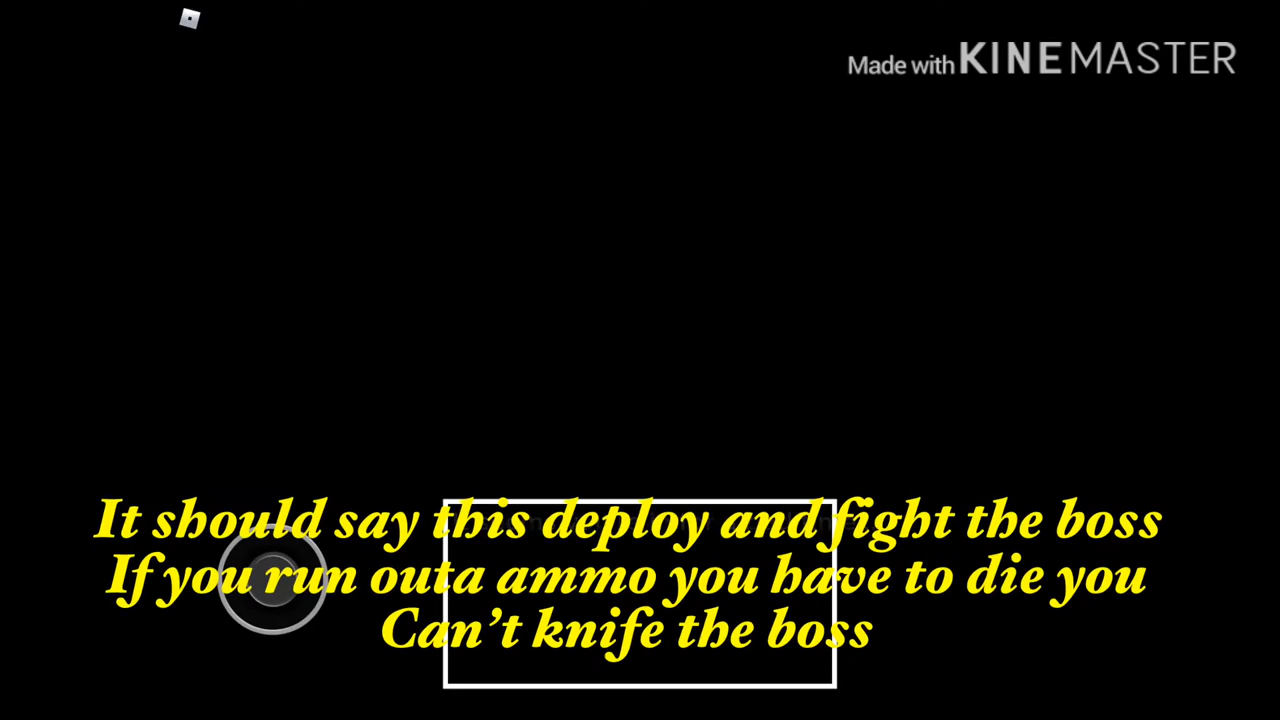 Made with KINEMASTER
It should say this deploy and fight the boss
If you run outa ammo you have to die you
Can't knife the boss